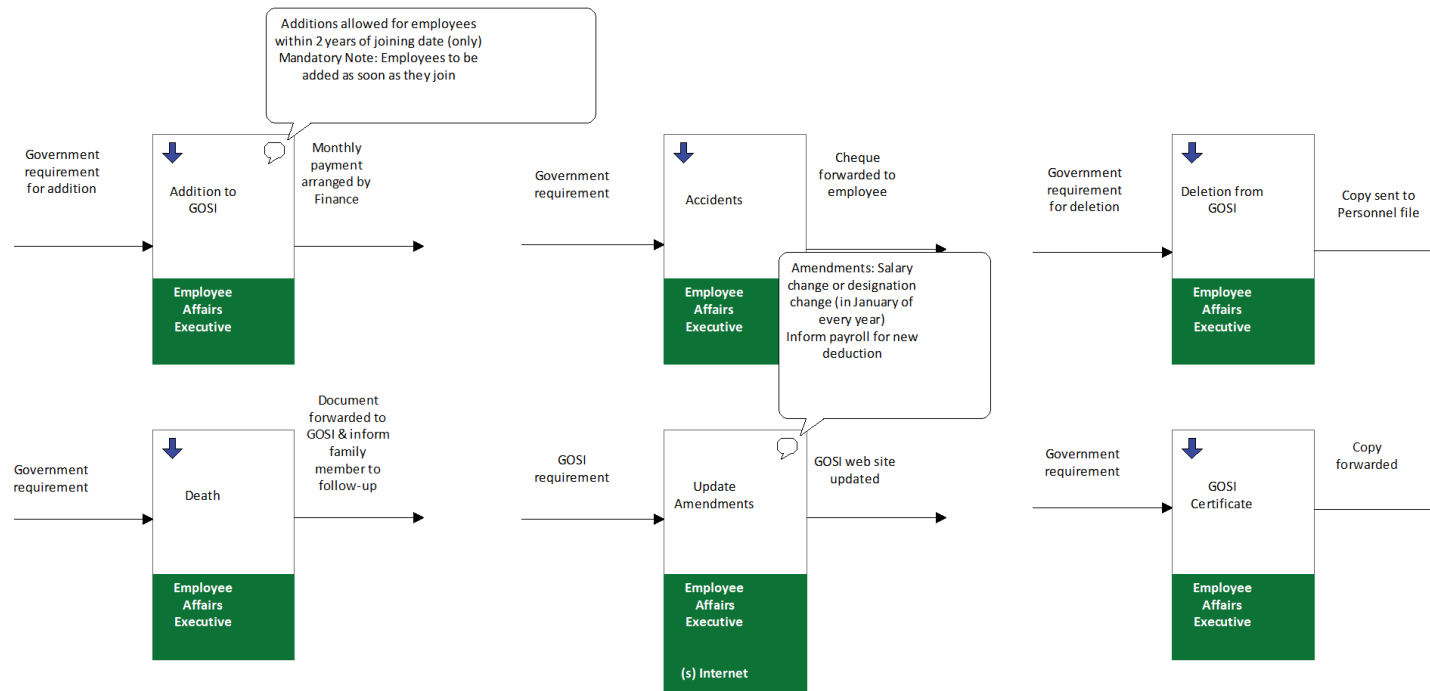 Additions allowed for employees
within 2 years of joining date (only)
Mandatory Note: Employees to be
added as soon as they join
Government
requirement
for addition
Addition to
GOSI
Employee
Affairs
Executive
Monthly
payment
arranged by
Finance
Government
requirement
Accidents
Employee
Affairs
Executive
Cheque
forwarded to
employee
Government
requirement
for deletion
Deletion from
GOSI
Employee
Affairs
Executive
Copy sent to
Personnel file
Government
requirement
Death
Employee
Affairs
Executive
Document
forwarded to
GOSI & inform
family
member to
follow-up
Amendments: Salary
change or designation
change (in January of
every year)
Inform payroll for new
deduction
GOSI
requirement
Update
Amendments
Employee
Affairs
Executive
(s) Internet
GOSI web site
updated
Government
requirement
GOSI
Certificate
Employee
Affairs
Executive
Copy
forwarded